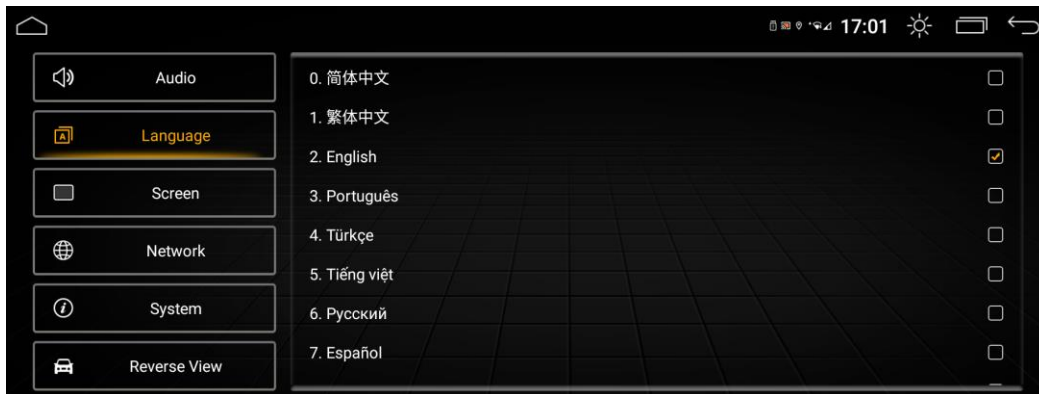 17:01
Audio
Language
Screen
Network
System
Reverse View
0. 简体中文
1. 繁体中文
2. English
3. Português
4. Türkçe
5. Tiếng việt
6. Русский
7. Español